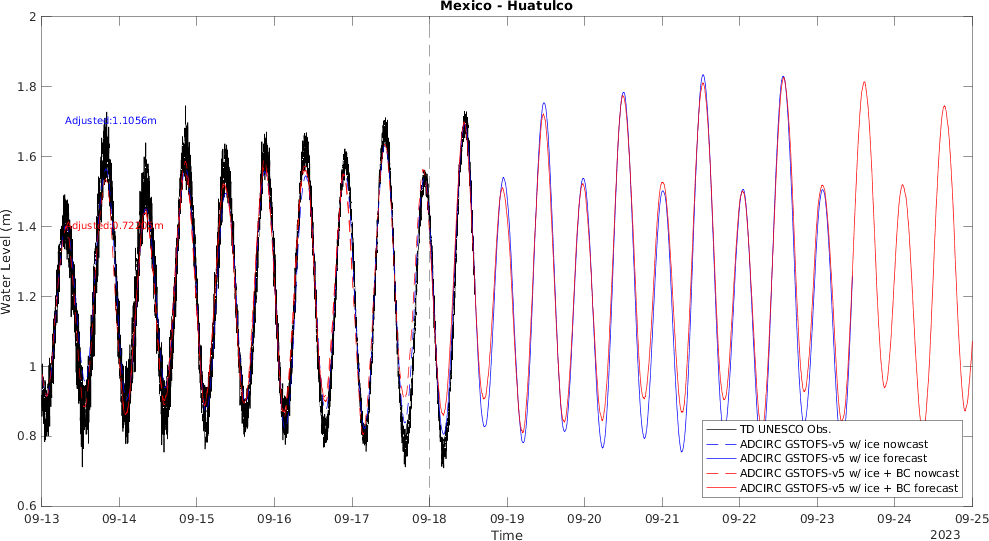 Mexico - Huatulco
2
1.8
1.6
1.4
1.2
1
0.8
0.6
Water Level (m)
Adjusted:1.1056m
09-13
09-14
09-15
09-16
09-17
09-18
09-19
09-20
09-21
09-22
09-23
09-24
09-25
Time
2023
TD UNESCO Obs.
ADCIRC GSTOFS-v5 w/ ice nowcast
ADCIRC GSTOFS-v5 w/ ice forecast
ADCIRC GSTOFS-v5 w/ ice + BC nowcast
ADCIRC GSTOFS-v5 w/ ice + BC forecast